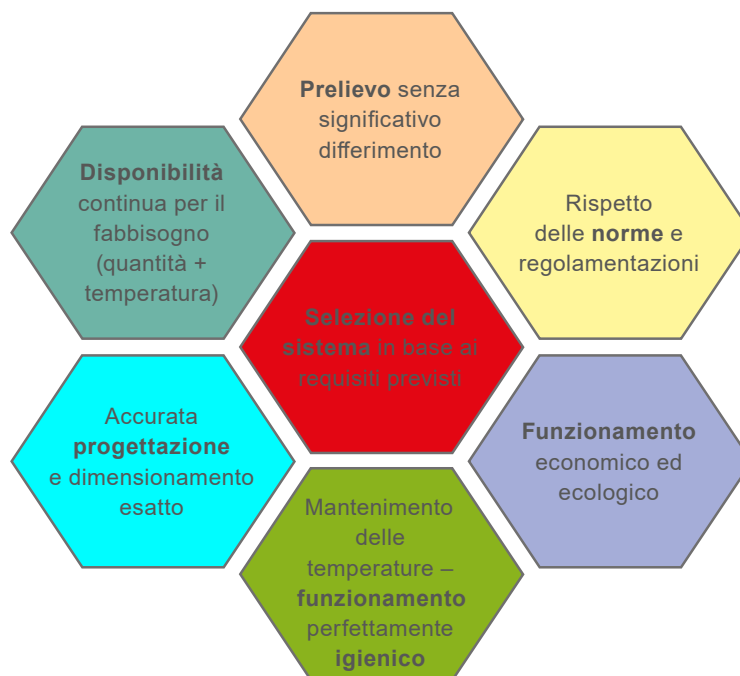 Prelievo senza
significativo
differimento
Disponibilità
continua per il
fabbisogno
(quantità +
temperatura)
Rispetto
delle norme e
regolamentazioni
Selezione del
sistema in base ai
requisiti previsti
Accurata
progettazione
e dimensionamento
esatto
Funzionamento
economico ed
ecologico
Mantenimento
delle
temperature –
funzionamento
perfettamente
igienico